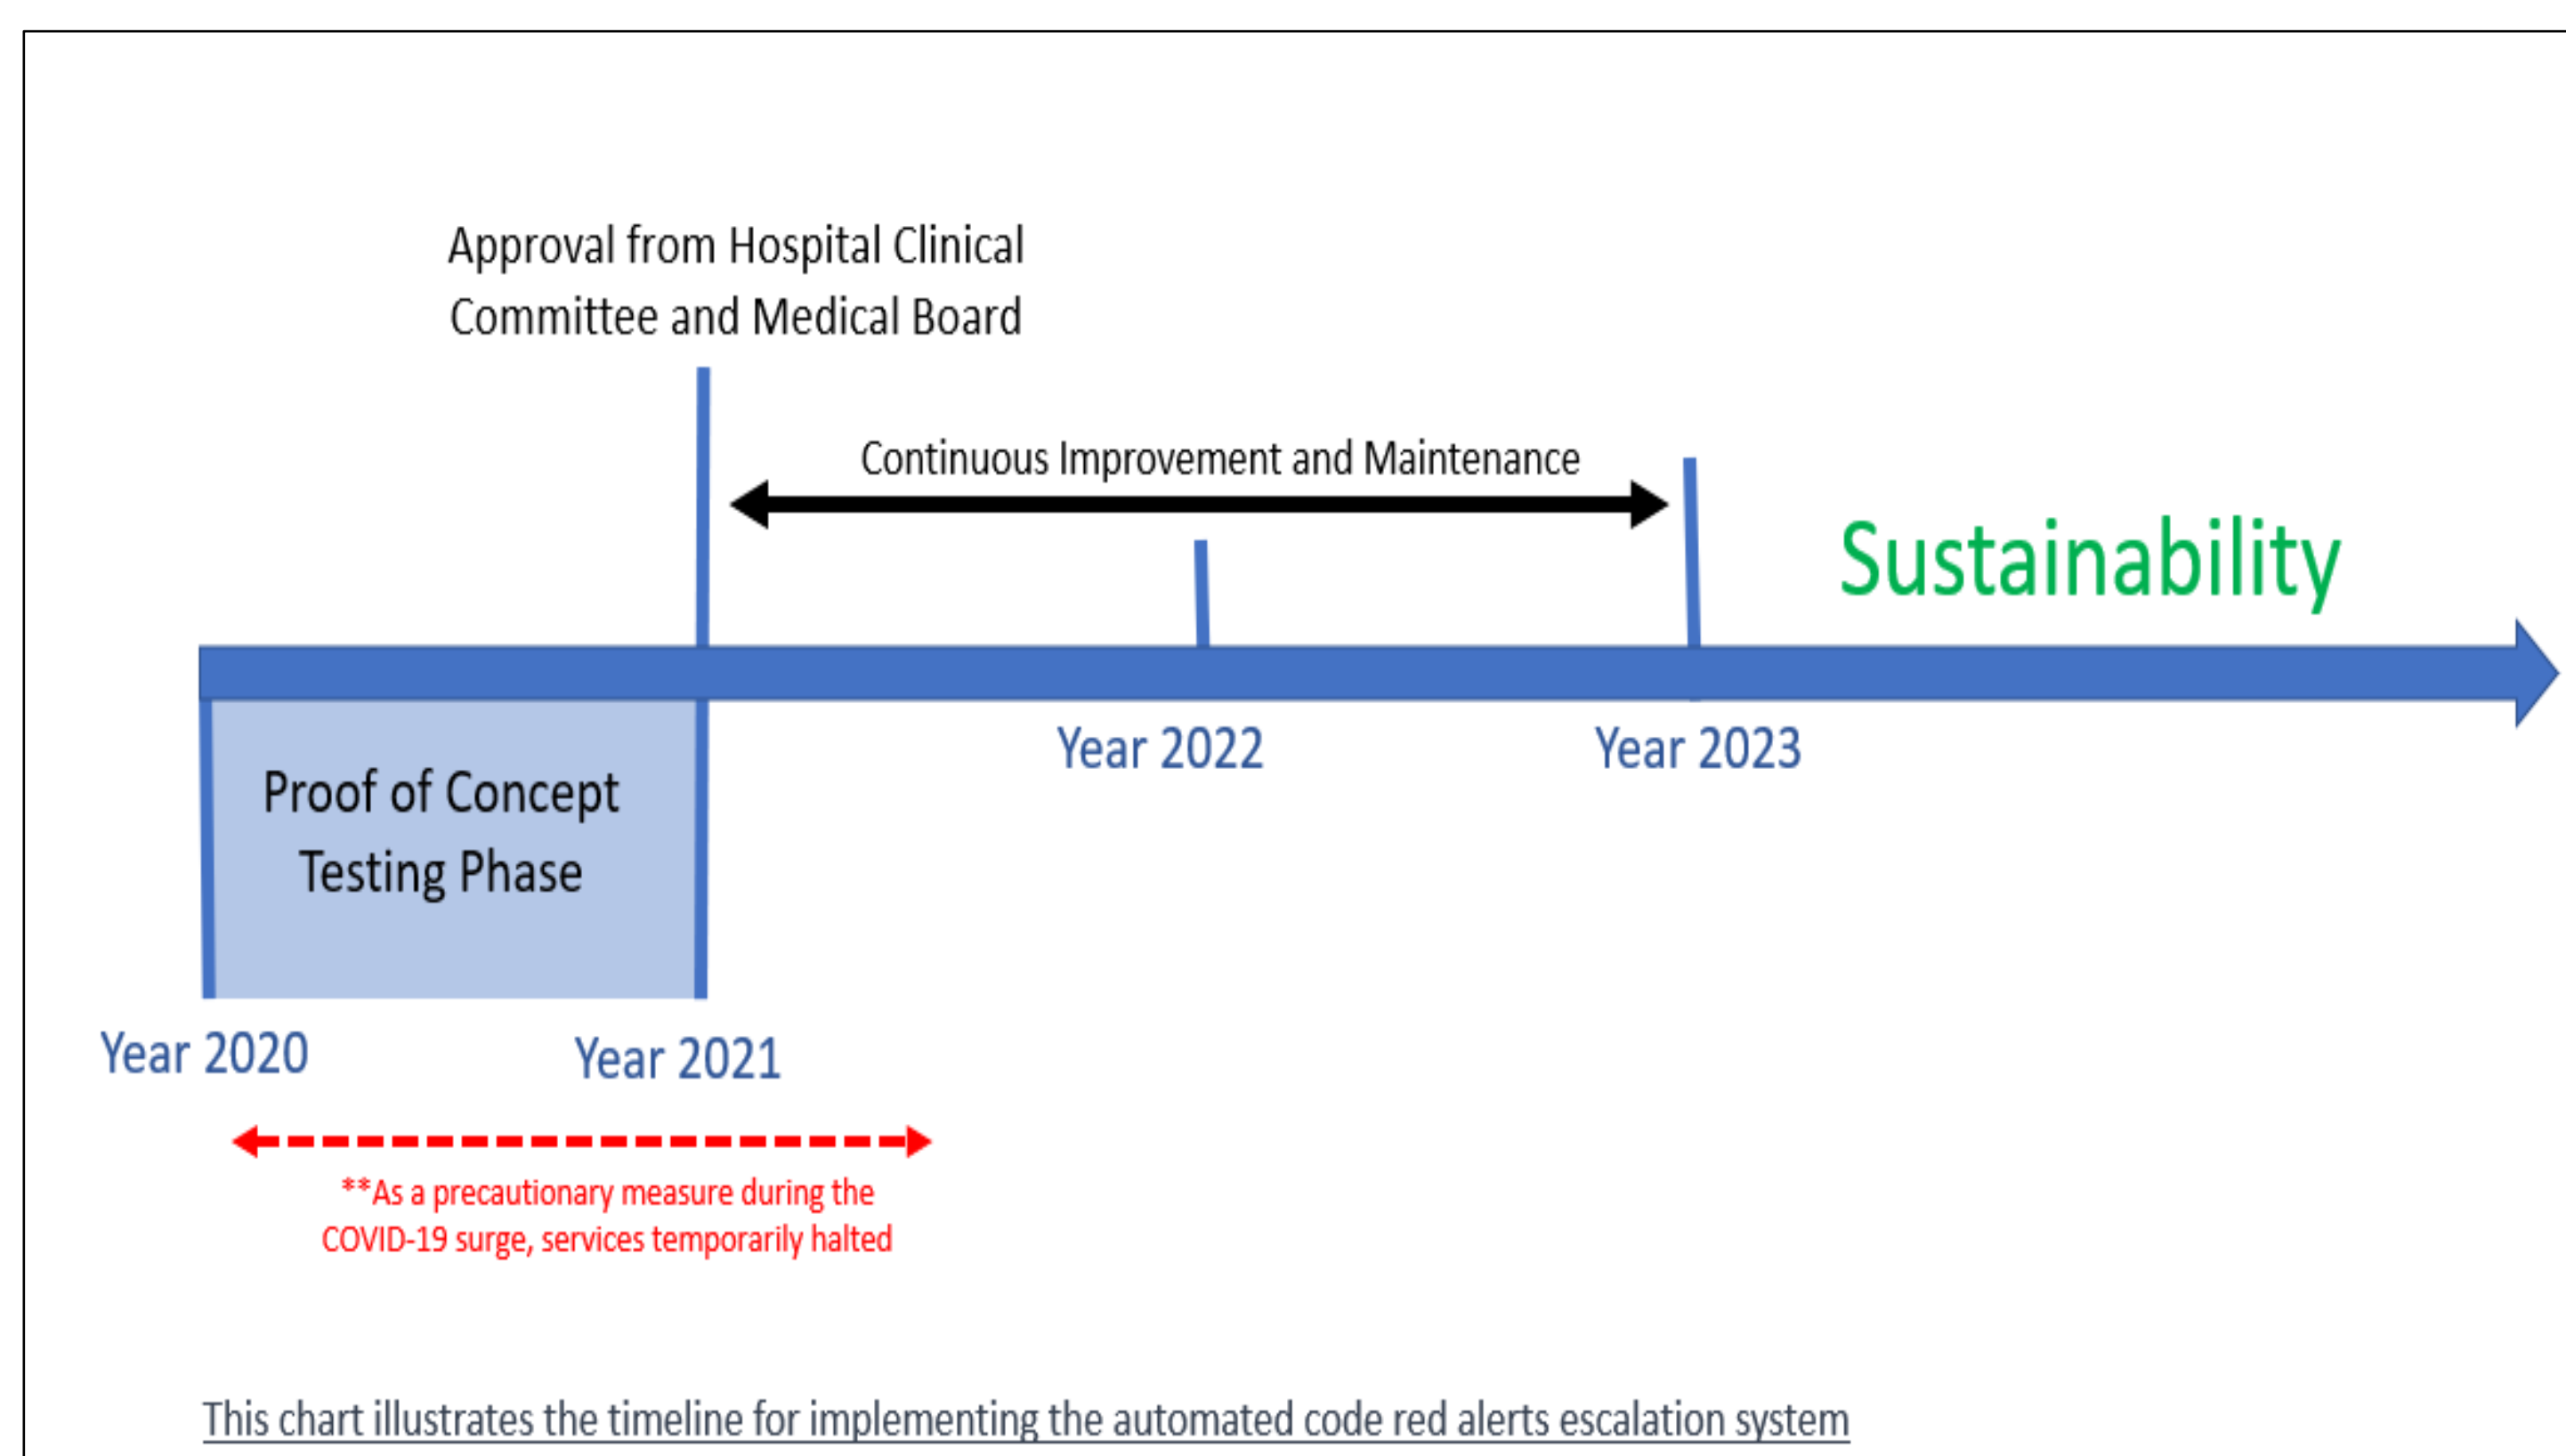 Approval from Hospital Clinical
Committee and Medical Board
Continuous Improvement and Maintenance
Sustainability
Year 2022
Year 2023
Proof of Concept
Testing Phase
Year 2020
Year 2021
**As a precautionary measure during the
COVID-19 surge, services temporarily halted
This chart illustrates the timeline for implementing the automated code red alerts escalation system